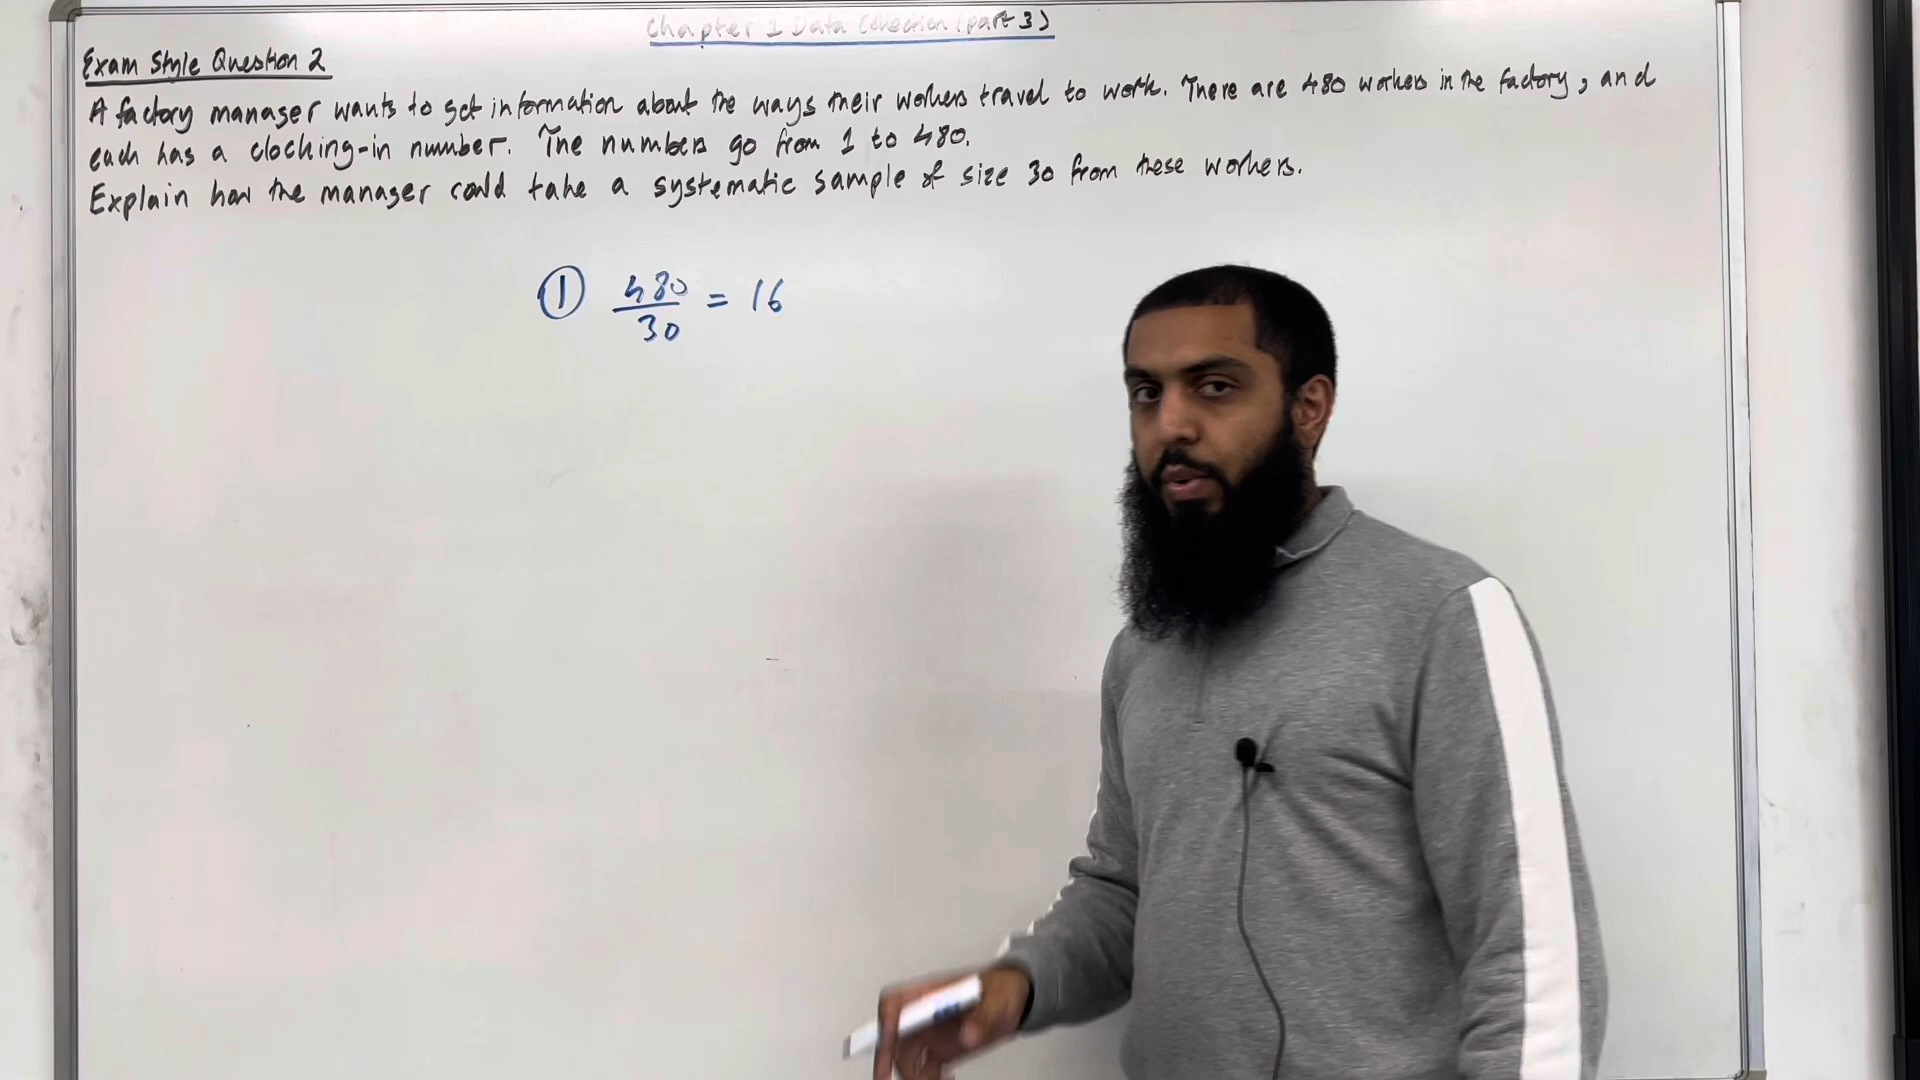 Chapter 1 Data Collection (part 3)
Exam Style Question 2
A factory manager wants to get information about the ways their workers travel to work. There are 480 workers in the factory, and
each has a clocking-in number. The numbers go from 1 to 480.
Explain how the manager could take a systematic sample of size 30 from these workers.
① 480/30 = 16